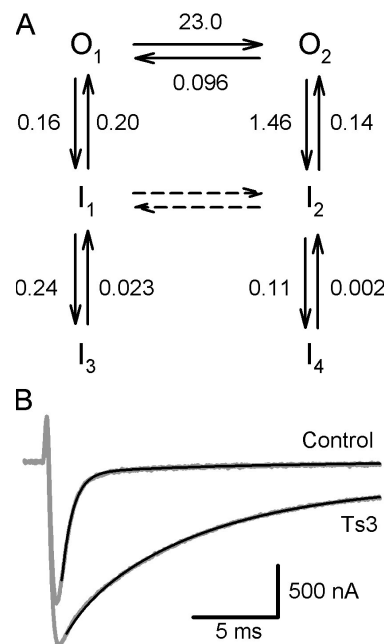 A
23.0
O1 O2
0.096
0.16 0.20 1.46 0.14
I1 I2
0.24 0.023 0.11 0.002
I3 I4
B
Control
Ts3
500 nA
5 ms